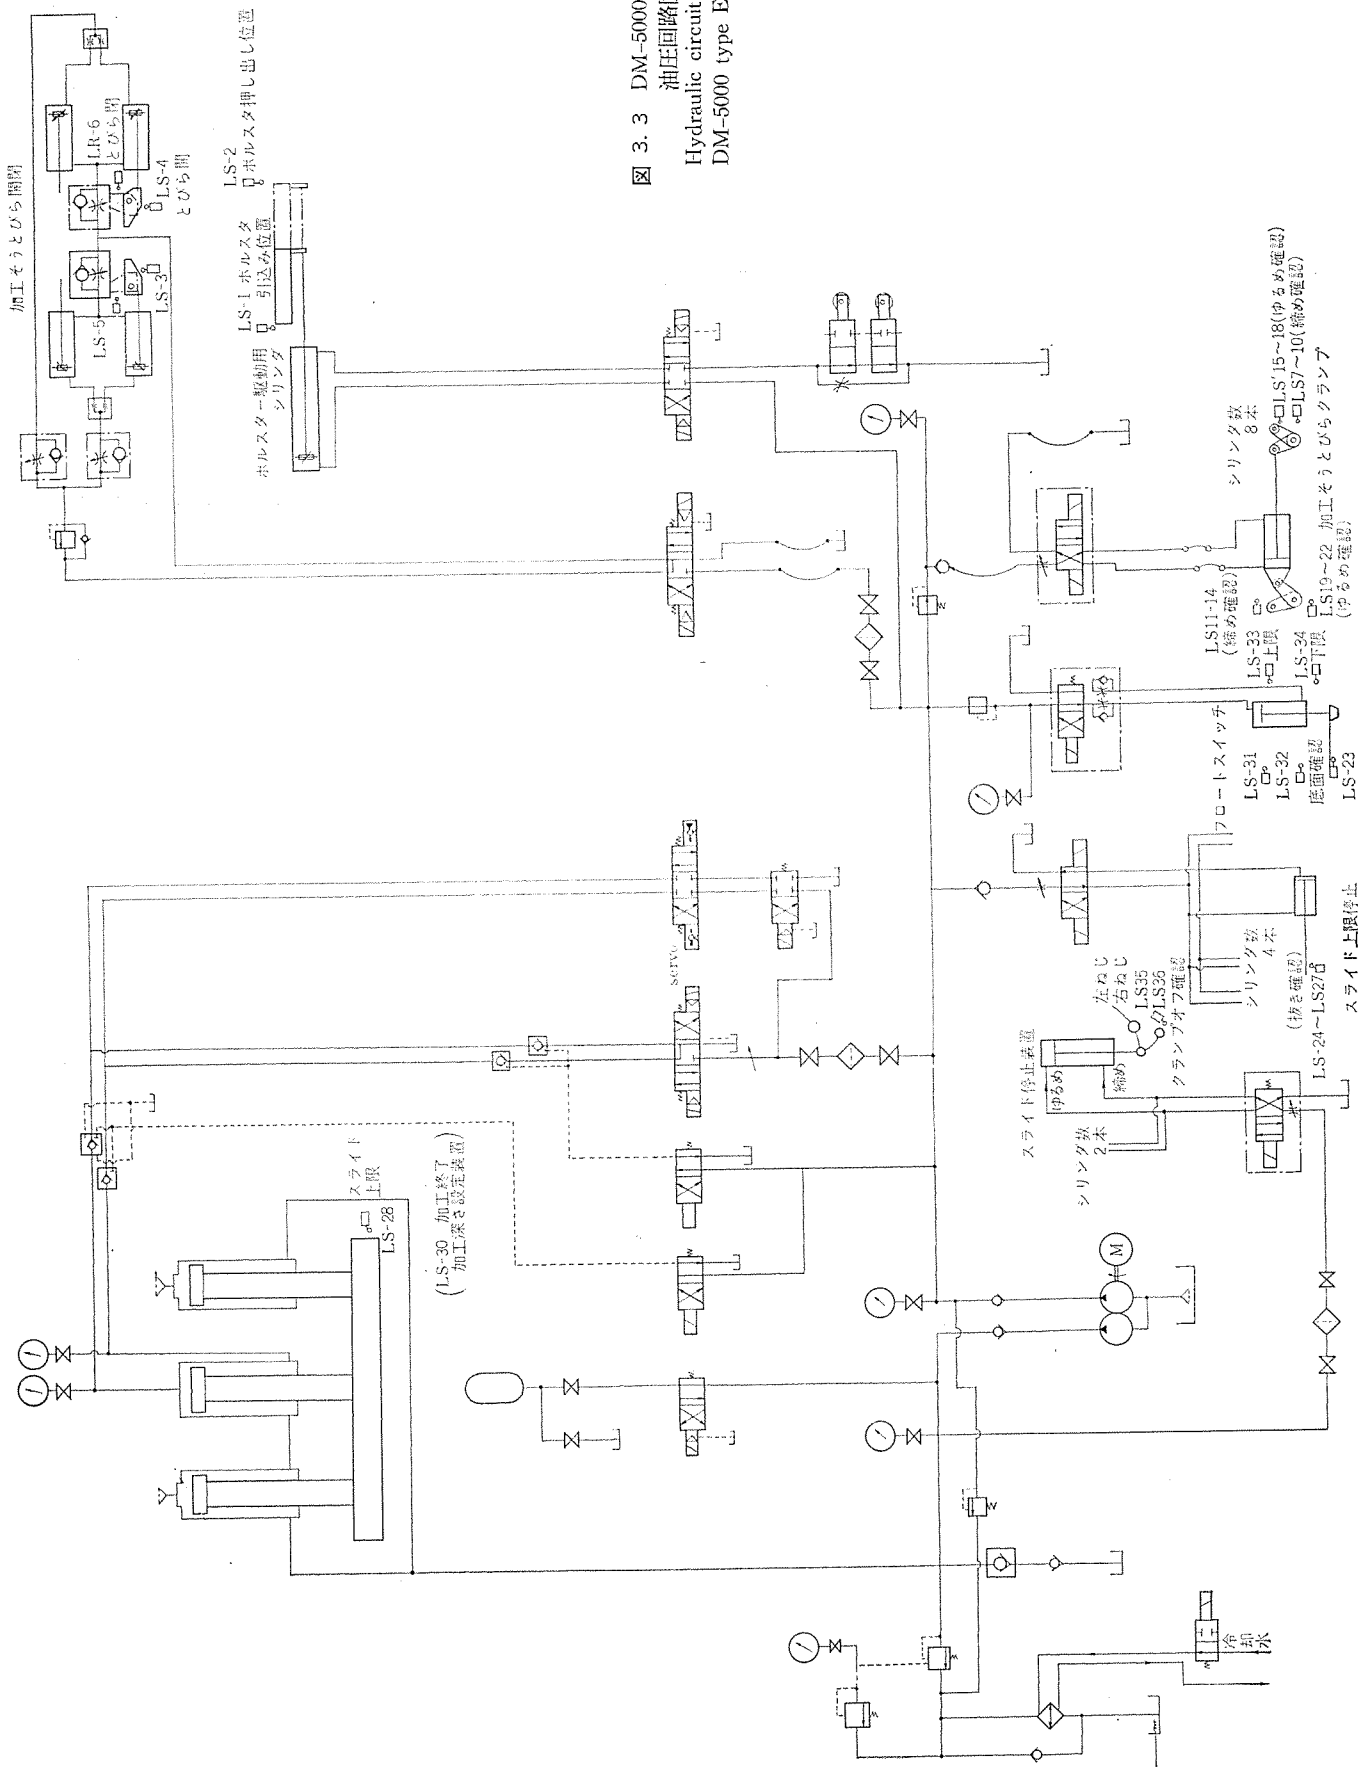 加工そうとびら開閉
LR-6
とびら閉
LS-4
とびら開
LS-5
LS-3
LS-2
ボルスタ押し出し位置
LS-1 ボルスタ
引込み位置
ボルスター駆動用
シリンダ
図 3.3 DM-5000
油圧回路図
Hydraulic circuit
DM-5000 type E
servo
スライド
上限
LS-28
(LS-30 加工終了
加工深さ設定装置)
シリンダ数
8本
LS'15~18(ゆるめ確認)
LS7~10(締め確認)
LS11-14
(締め確認)
LS19~22 加工そうとびらクランプ
(ゆるめ確認)
LS-33
上限
LS-34
下限
フロートスイッチ
LS-31
LS-32
底面確認
LS-23
シリンダ数
4本
(抜き確認)
LS-24~LS27
スライド上限停止
左ねじ
右ねじ
LS35
LS36
クランプオフ確認
スライド停止装置
ゆるめ
締め
シリンダ数
2本
M
冷却水